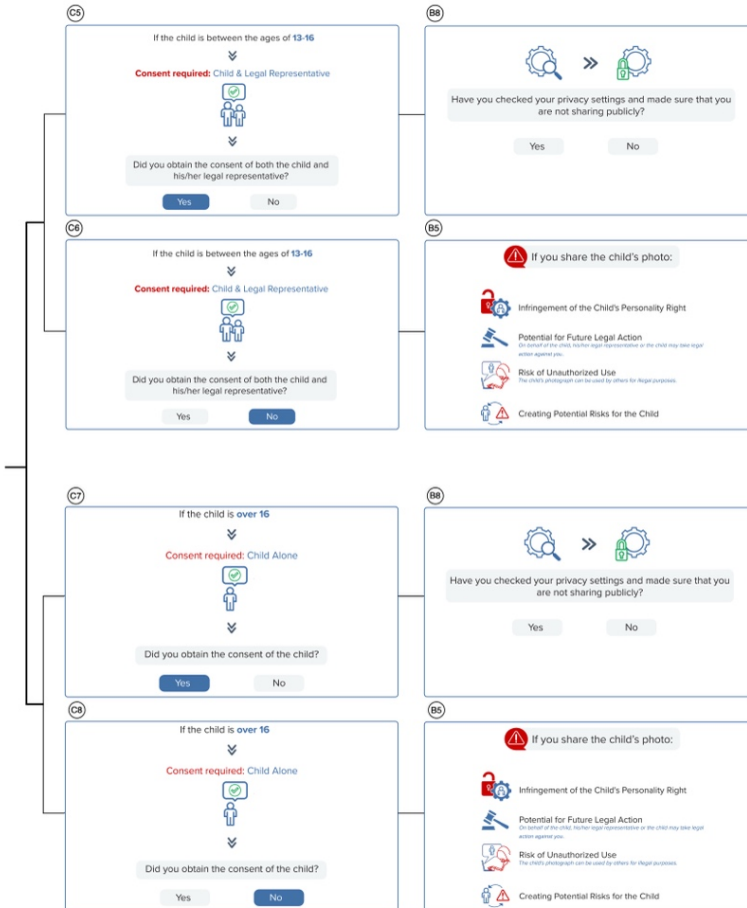 C5
If the child is between the ages of 13-16
Consent required: Child & Legal Representative
Did you obtain the consent of both the child and
his/her legal representative?
Yes No
B8
Have you checked your privacy settings and made sure that you
are not sharing publicly?
Yes No
C6
If the child is between the ages of 13-16
Consent required: Child & Legal Representative
Did you obtain the consent of both the child and
his/her legal representative?
Yes No
B5
If you share the child's photo:
Infringement of the Child's Personality Right
Potential for Future Legal Action
On behalf of the child, his/her legal representative or the child may take legal
action against you.
Risk of Unauthorized Use
The child's photograph can be used by others for illegal purposes.
Creating Potential Risks for the Child
C7
If the child is over 16
Consent required: Child Alone
Did you obtain the consent of the child?
Yes No
B8
Have you checked your privacy settings and made sure that you
are not sharing publicly?
Yes No
C8
If the child is over 16
Consent required: Child Alone
Did you obtain the consent of the child?
Yes No
B5
If you share the child's photo:
Infringement of the Child's Personality Right
Potential for Future Legal Action
On behalf of the child, his/her legal representative or the child may take legal
action against you.
Risk of Unauthorized Use
The child's photograph can be used by others for illegal purposes.
Creating Potential Risks for the Child